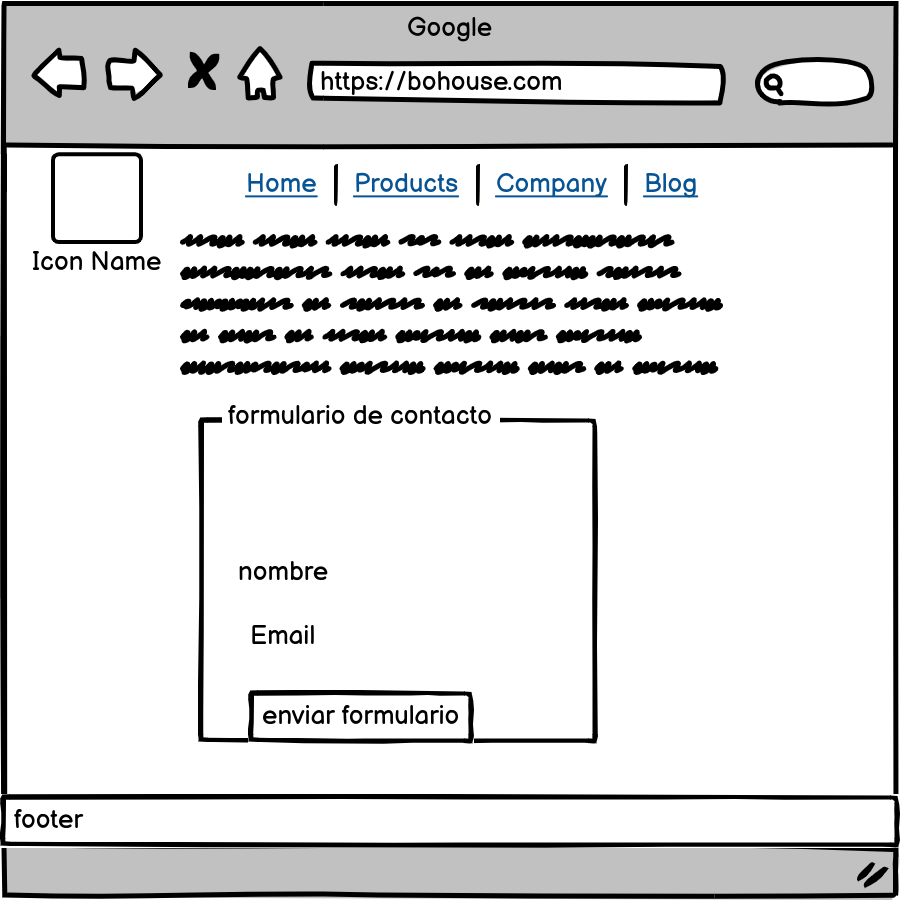 Google
https://bohouse.com
Home Products Company Blog
Icon Name
formulario de contacto
nombre
Email
enviar formulario
footer